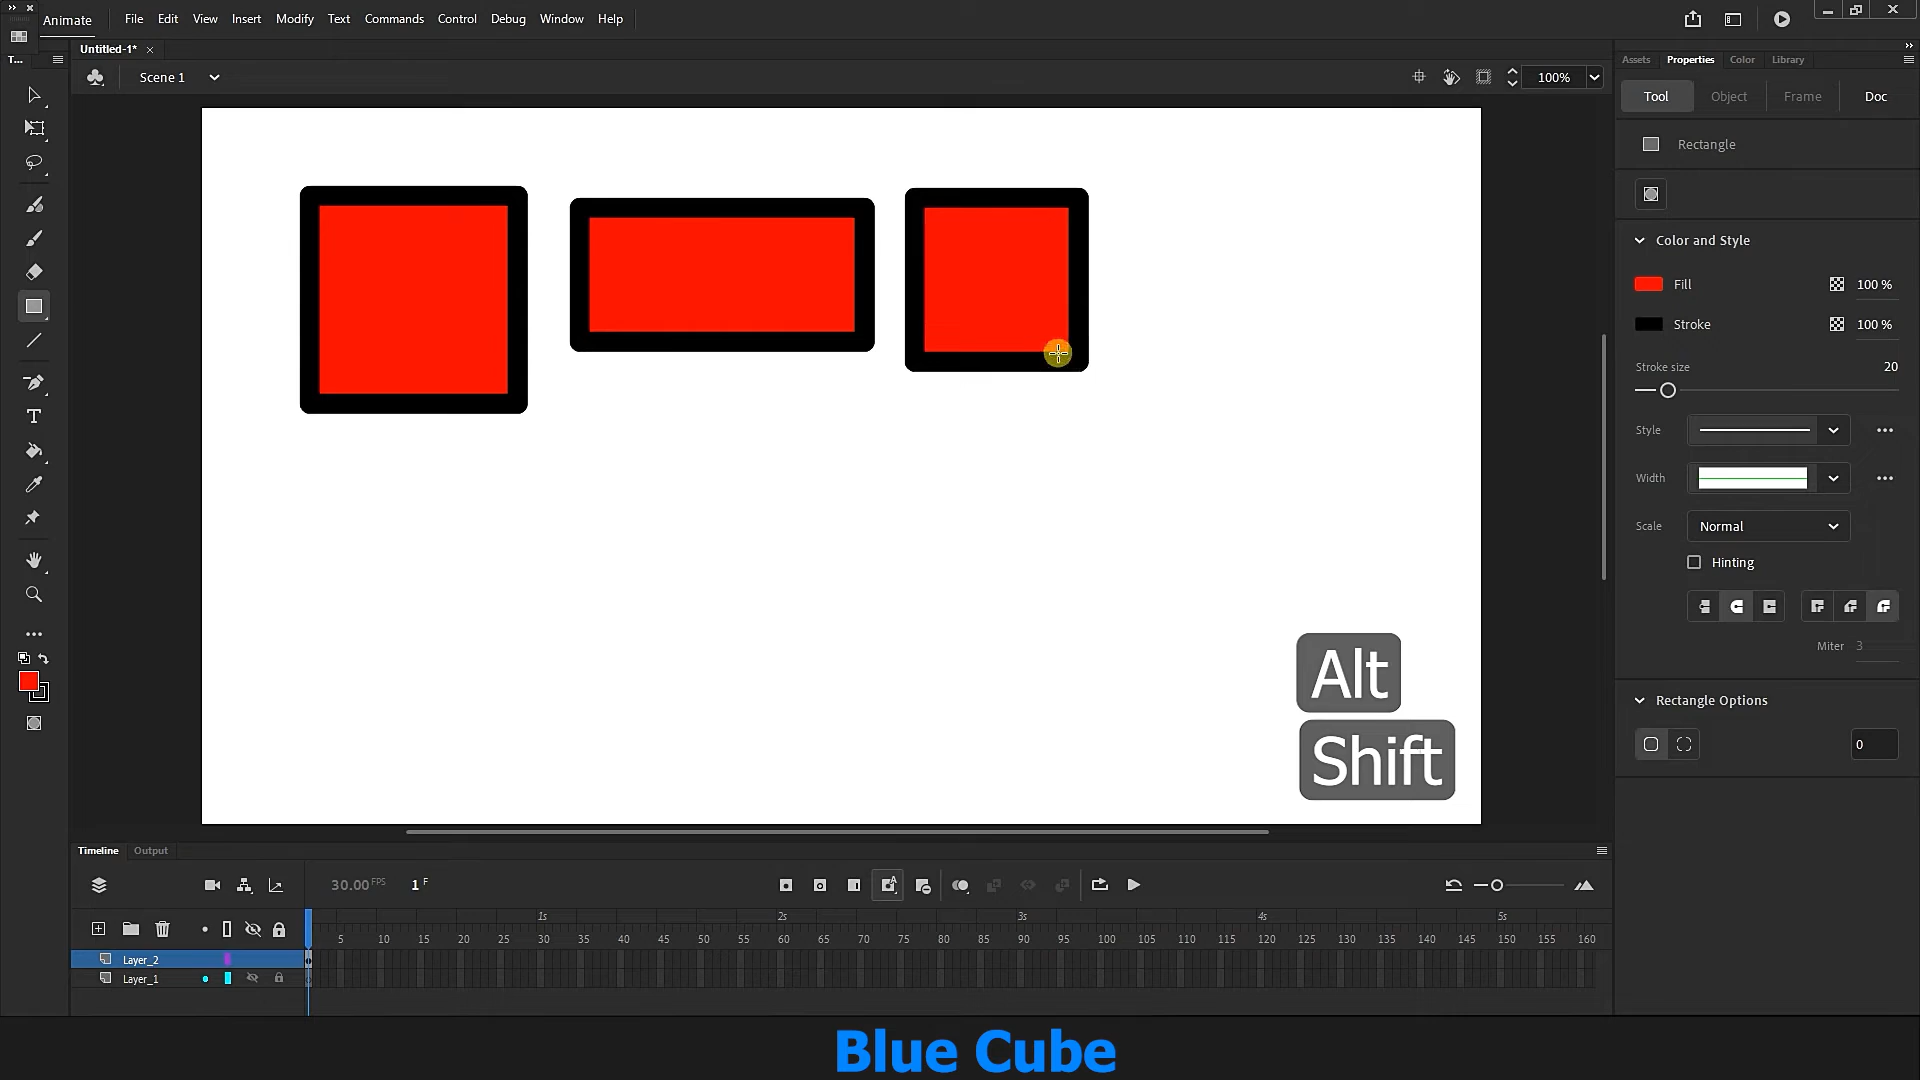 Animate File Edit View Insert Modify Text Commands Control Debug Window Help
T...
Untitled-1*
Scene 1
100%
Assets Properties Color Library
Tool Object Frame Doc
Rectangle
Color and Style
Fill 100 %
Stroke 100 %
Stroke size 20
Style
Width
Scale Normal
Hinting
Miter 3
Rectangle Options
0
Alt
Shift
Timeline Output
30.00 FPS 1 F
1s 2s 3s 4s 5s
5 10 15 20 25 30 35 40 45 50 55 60 65 70 75 80 85 90 95 100 105 110 115 120 125 130 135 140 145 150 155 160
Layer_2
Layer_1
Blue Cube